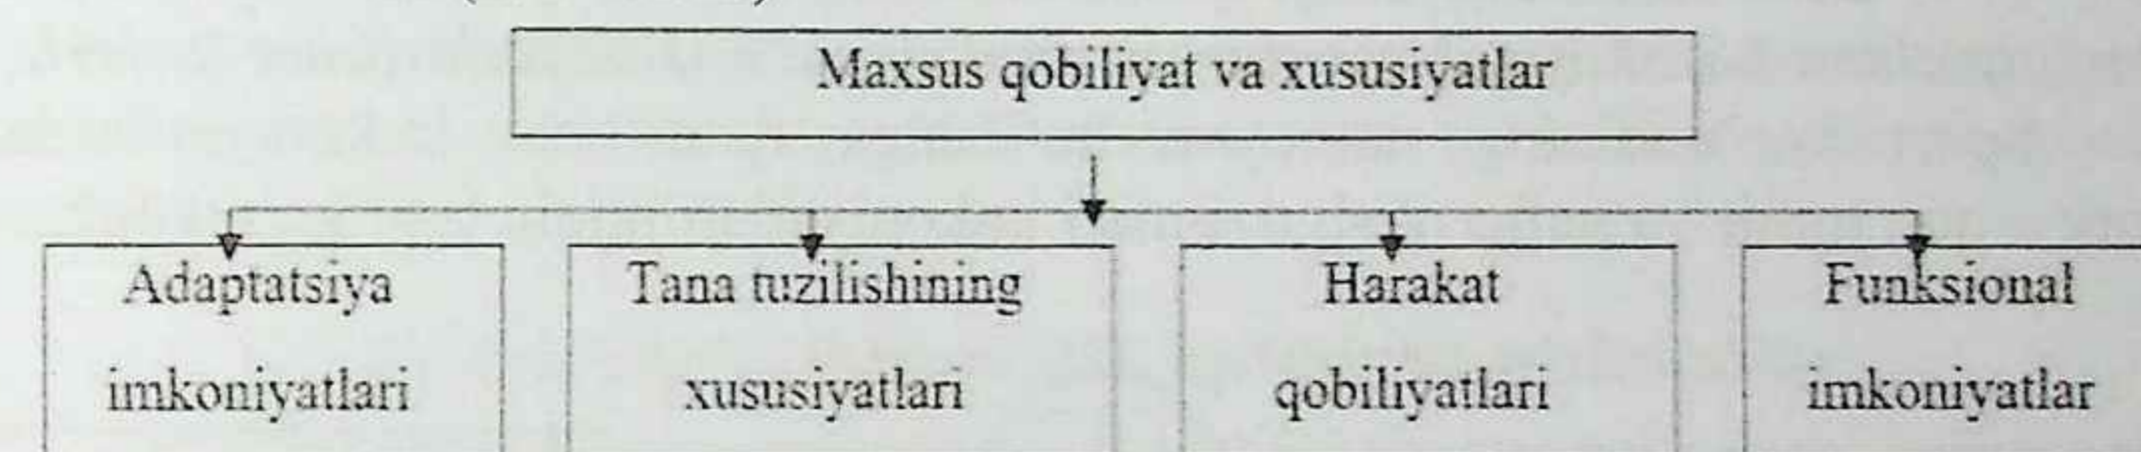 Maxsus qobiliyat va xususiyatlar
Adaptatsiya
imkoniyatlari
Tana tuzilishining
xususiyatlari
Harakat
qobiliyatlari
Funksional
imkoniyatlar